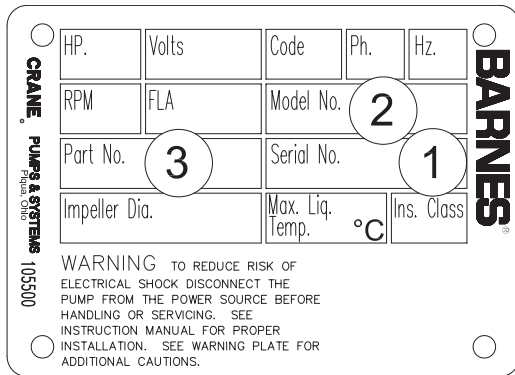 HP. Volts Code Ph. Hz.
RPM FLA Model No. 2
Part No. 3 Serial No. 1
Impeller Dia. Max. Liq. Temp. °C Ins. Class
WARNING TO REDUCE RISK OF
ELECTRICAL SHOCK DISCONNECT THE
PUMP FROM THE POWER SOURCE BEFORE
HANDLING OR SERVICING. SEE
INSTRUCTION MANUAL FOR PROPER
INSTALLATION. SEE WARNING PLATE FOR
ADDITIONAL CAUTIONS.
CRANE® PUMPS & SYSTEMS
Piqua, Ohio
105500
BARNES®